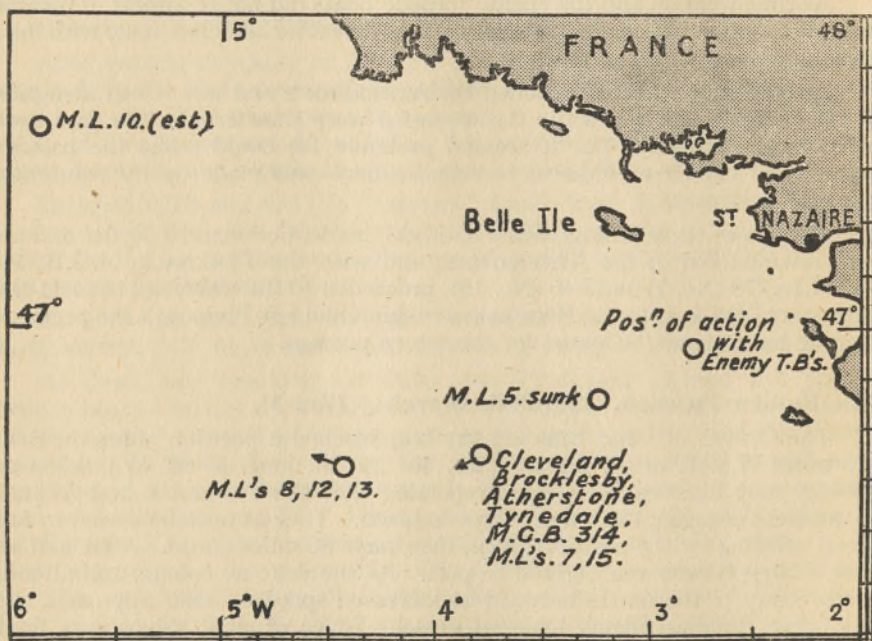 5°
48°
FRANCE
M.L. 10. (est).
Belle Ile
ST. NAZAIRE
47°
47°
Posⁿ. of action
with
Enemy T.B's.
M.L. 5. sunk
M.L's 8, 12, 13.
Cleveland,
Brocklesby,
Atherstone,
Tynedale,
M.G.B. 314,
M.L's. 7, 15.
6°
5°W
4°
3°
2°